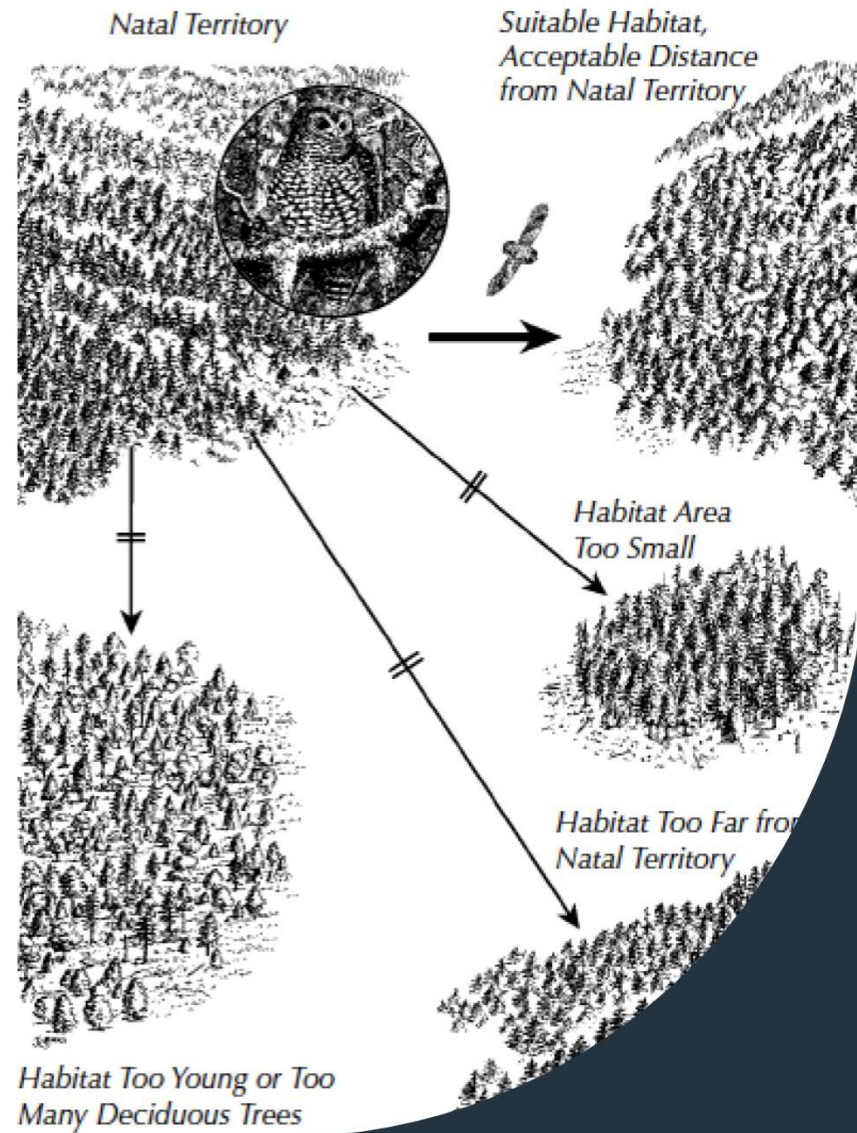 Natal Territory
Suitable Habitat,
Acceptable Distance
from Natal Territory
Habitat Area
Too Small
Habitat Too Far
Natal Territory
Habitat Too Young or Too
Many Deciduous Trees